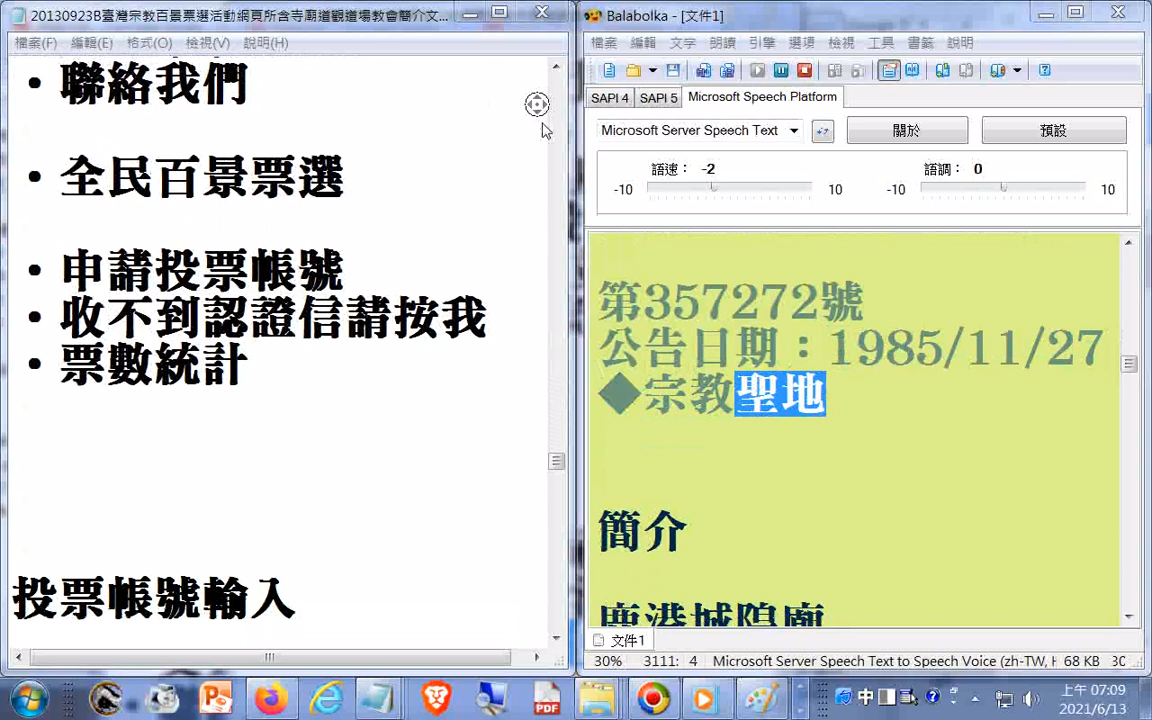 20130923B臺灣宗教百景票選活動網頁所含寺廟道觀道場教會簡介文...
檔案(F) 編輯(E) 格式(O) 檢視(V) 說明(H)
• 聯絡我們
• 全民百景票選
• 申請投票帳號
• 收不到認證信請按我
• 票數統計
投票帳號輸入
Balabolka - [文件1]
檔案 編輯 文字 朗讀 引擎 選項 檢視 工具 書籤 說明
SAPI 4 SAPI 5 Microsoft Speech Platform
Microsoft Server Speech Text 關於 預設
語速： -2 語調： 0
-10 10 -10 10
第357272號
公告日期：1985/11/27
◆宗教聖地
簡介
鹿港城隍廟
文件1
30% 3111: 4 Microsoft Server Speech Text to Speech Voice (zh-TW, H 68 KB 30
PDF 中 上午 07:09
2021/6/13